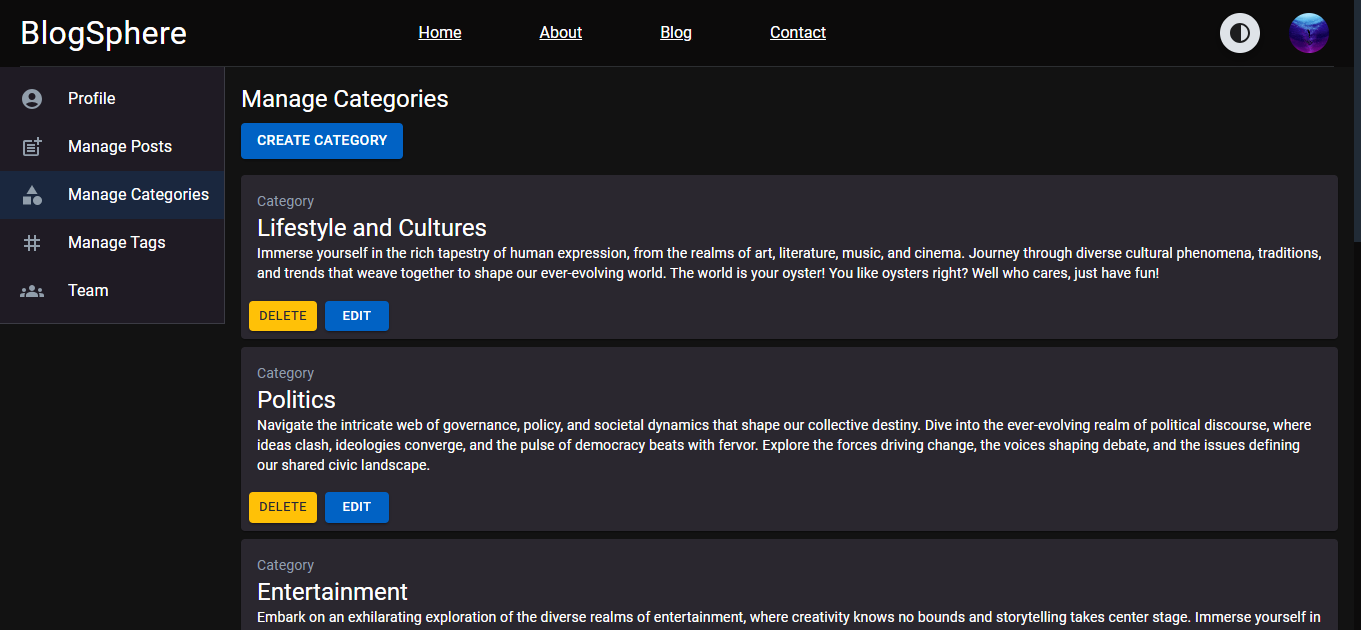 BlogSphere
Home
About
Blog
Contact
Profile
Manage Posts
Manage Categories
Manage Tags
Team
Manage Categories
CREATE CATEGORY
Category
Lifestyle and Cultures
Immerse yourself in the rich tapestry of human expression, from the realms of art, literature, music, and cinema. Journey through diverse cultural phenomena, traditions,
and trends that weave together to shape our ever-evolving world. The world is your oyster! You like oysters right? Well who cares, just have fun!
DELETE
EDIT
Category
Politics
Navigate the intricate web of governance, policy, and societal dynamics that shape our collective destiny. Dive into the ever-evolving realm of political discourse, where
ideas clash, ideologies converge, and the pulse of democracy beats with fervor. Explore the forces driving change, the voices shaping debate, and the issues defining
our shared civic landscape.
DELETE
EDIT
Category
Entertainment
Embark on an exhilarating exploration of the diverse realms of entertainment, where creativity knows no bounds and storytelling takes center stage. Immerse yourself in